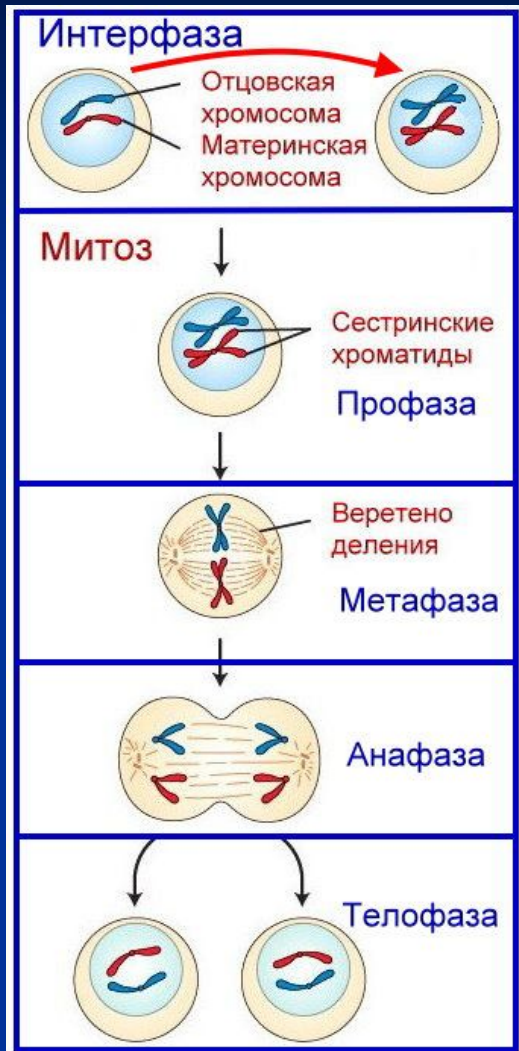 Интерфаза
Отцовская
хромосома
Материнская
хромосома
Митоз
Сестринские
хроматиды
Профаза
Веретено
деления
Метафаза
Анафаза
Телофаза